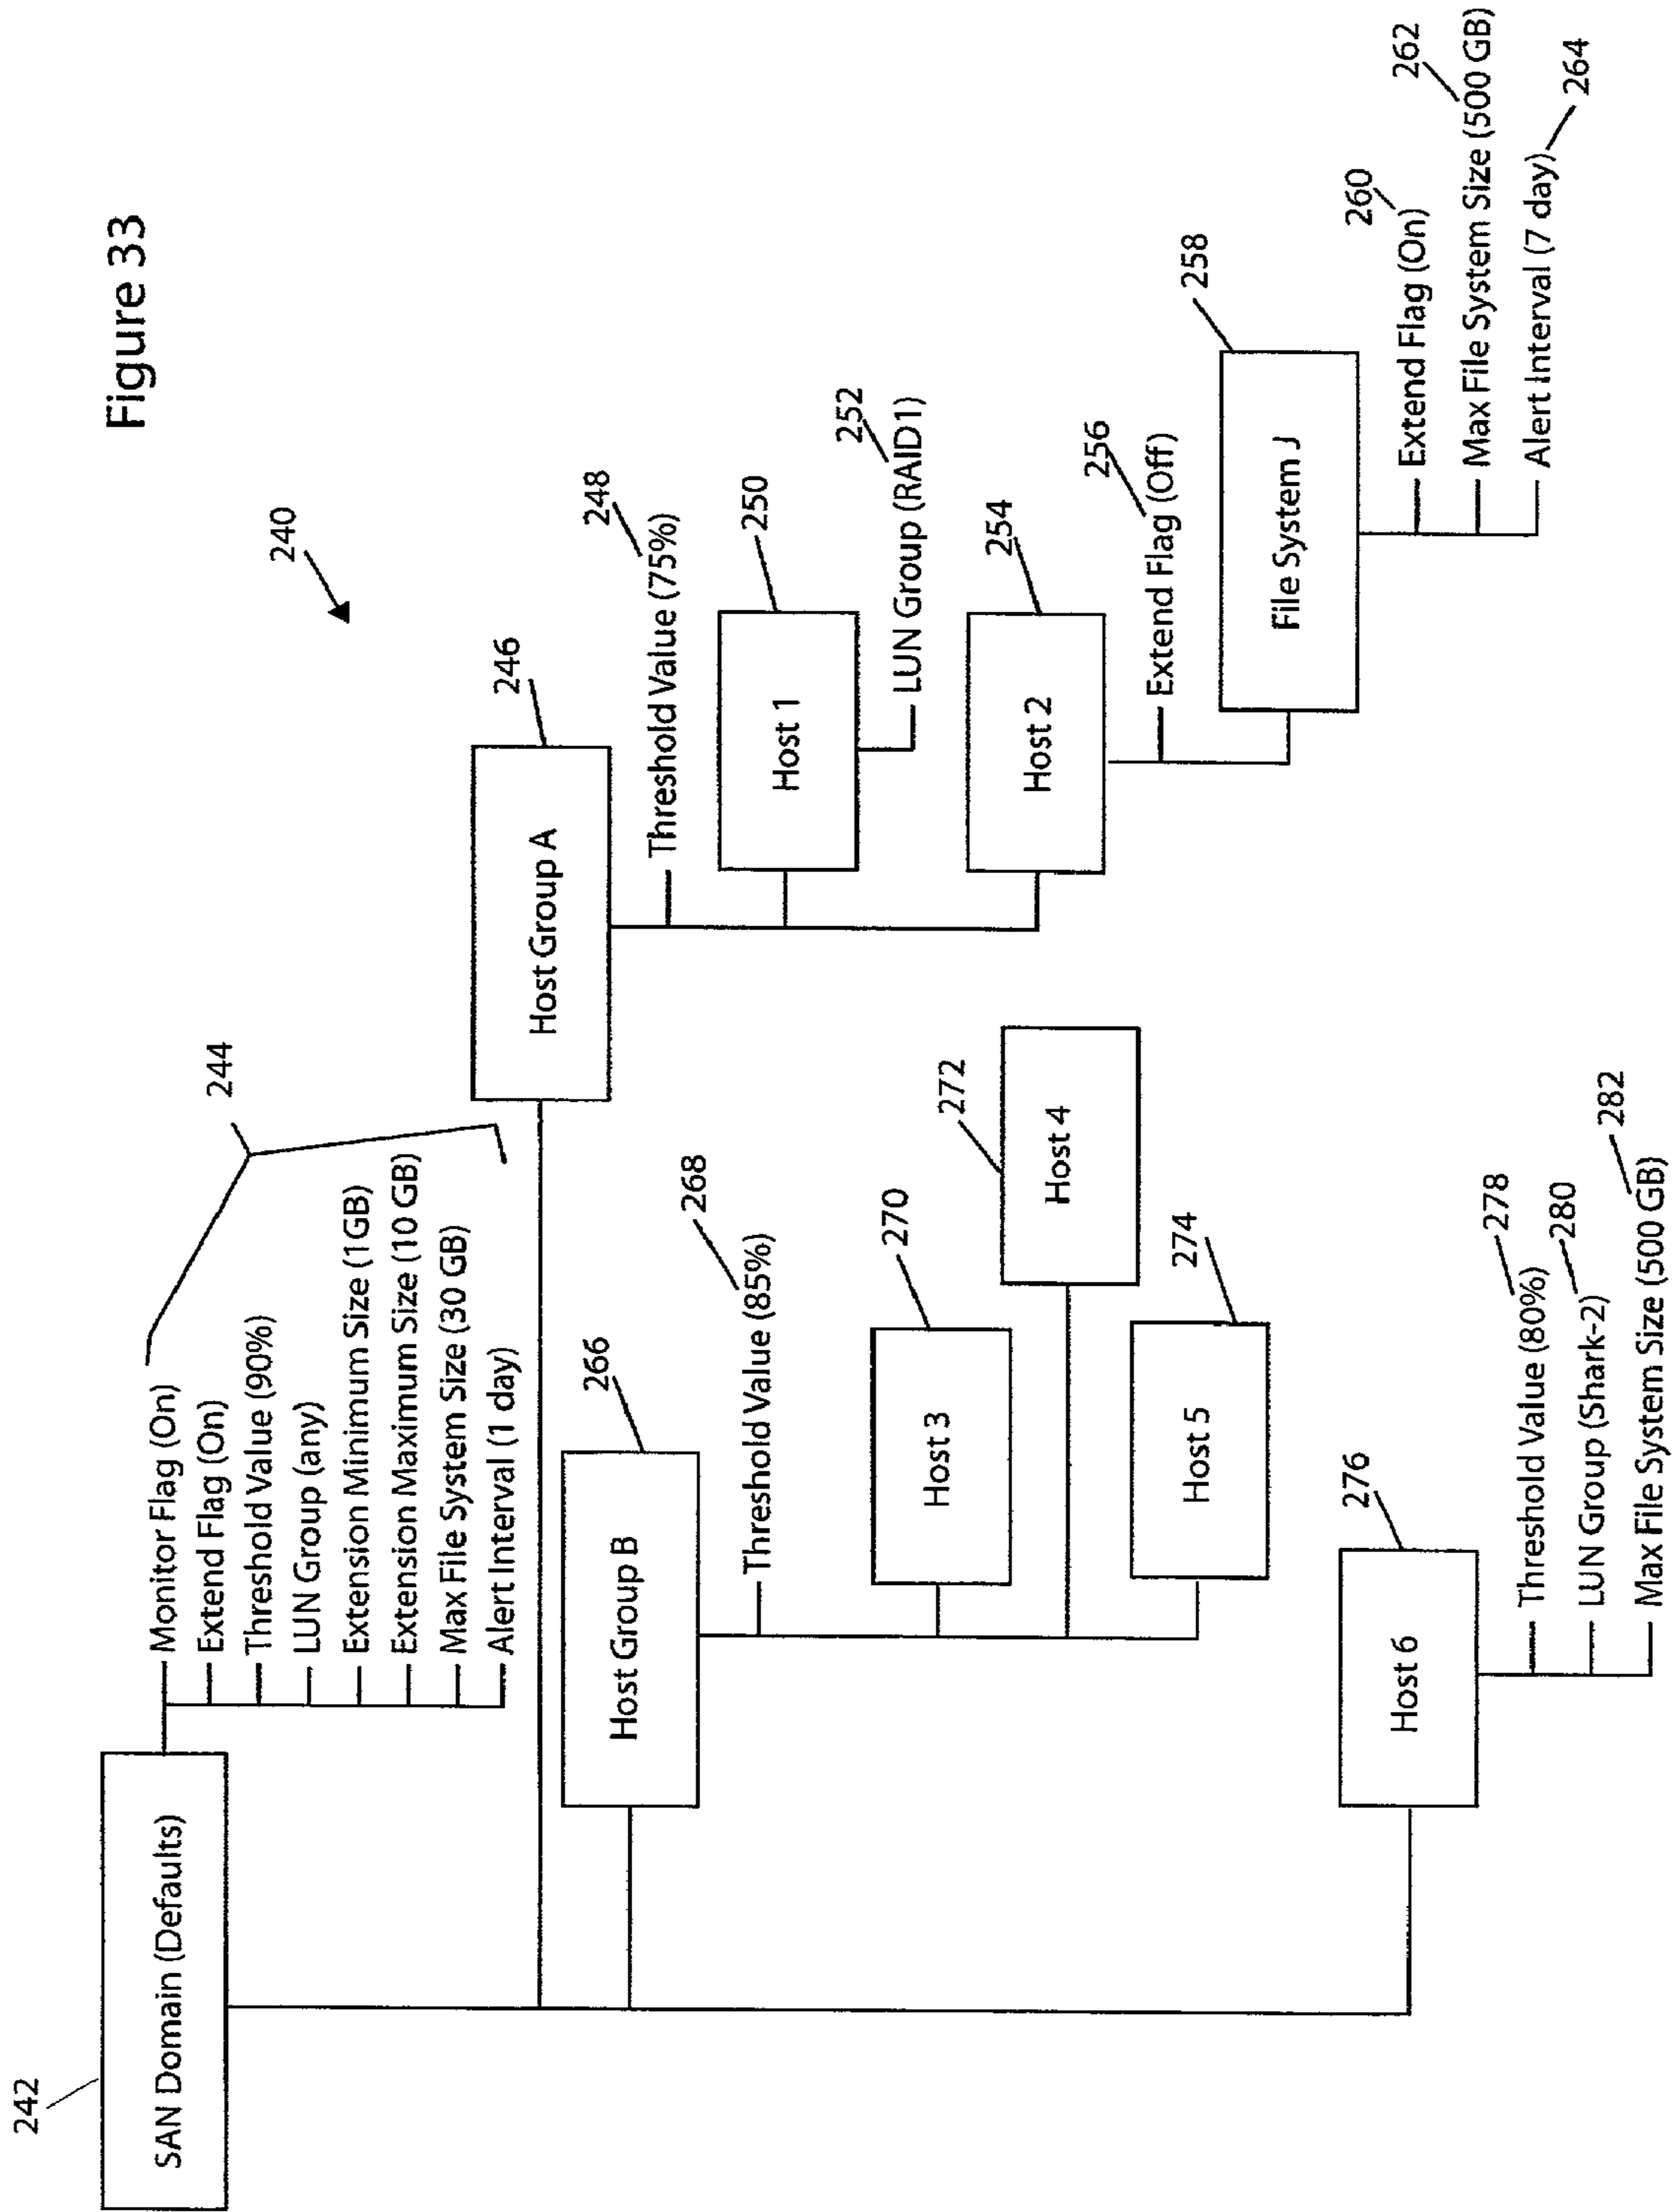 Figure 33
240
242
SAN Domain (Defaults)
244
Monitor Flag (On)
Extend Flag (On)
Threshold Value (90%)
LUN Group (any)
Extension Minimum Size (1GB)
Extension Maximum Size (10 GB)
Max File System Size (30 GB)
Alert Interval (1 day)
246
Host Group A
248
Threshold Value (75%)
250
Host 1
252
LUN Group (RAID1)
254
Host 2
256
Extend Flag (Off)
258
File System J
260
Extend Flag (On)
262
Max File System Size (500 GB)
Alert Interval (7 day)
264
266
Host Group B
268
Threshold Value (85%)
270
Host 3
272
Host 4
274
Host 5
276
Host 6
278
Threshold Value (80%)
280
LUN Group (Shark-2)
282
Max File System Size (500 GB)